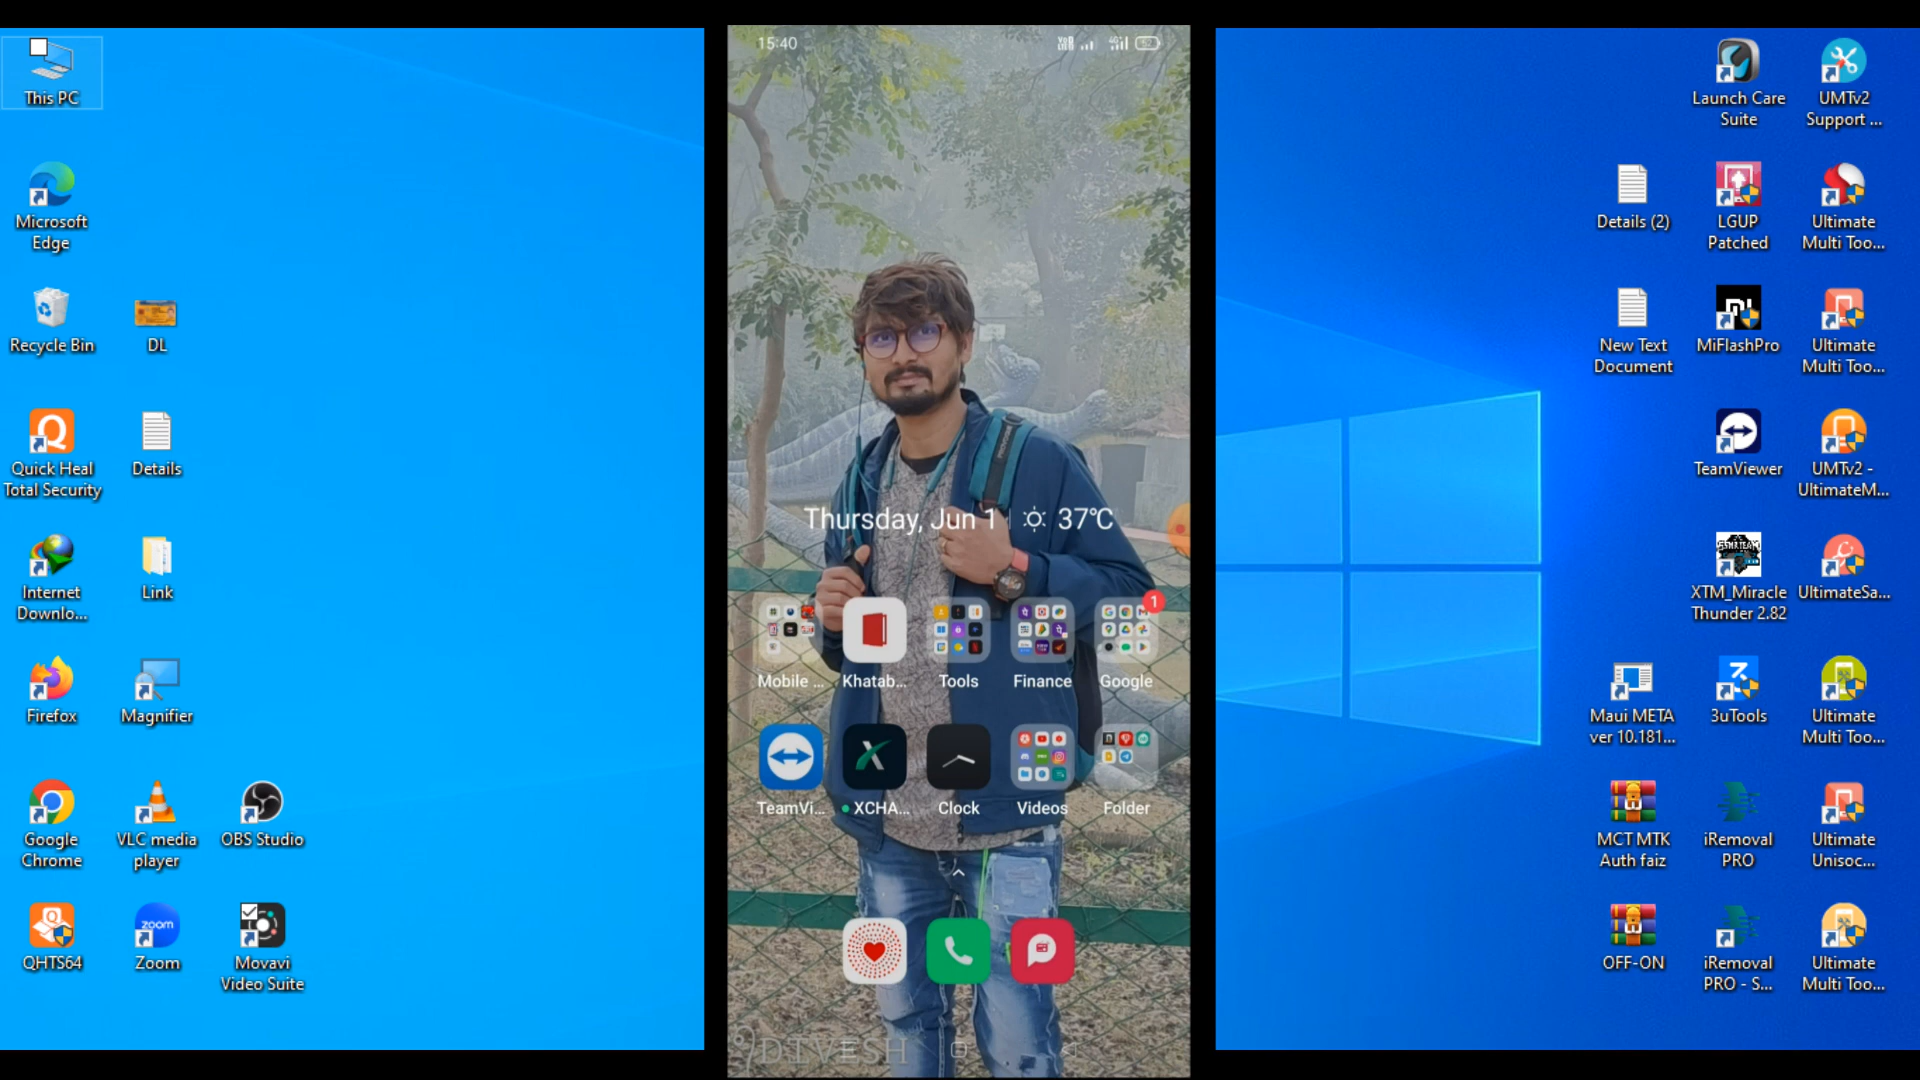 This PC
Microsoft
Edge
Recycle Bin
DL
Quick Heal
Total Security
Details
Internet
Downlo...
Link
Firefox
Magnifier
Google
Chrome
VLC media
player
OBS Studio
QHTS64
zoom
Zoom
Movavi
Video Suite
15:40
Thursday, Jun 1
37°C
1
Mobile ...
Khatab...
Tools
Finance
Google
TeamVi...
XCHA...
Clock
Videos
Folder
DIVESH
Launch Care
Suite
UMTv2
Support ...
Details (2)
LGUP
Patched
Ultimate
Multi Too...
New Text
Document
MiFlashPro
Ultimate
Multi Too...
TeamViewer
UMTv2 -
UltimateM...
XTM_Miracle
Thunder 2.82
UltimateSa...
Maui META
ver 10.181...
3uTools
Ultimate
Multi Too...
MCT MTK
Auth faiz
iRemoval
PRO
Ultimate
Unisoc...
OFF-ON
iRemoval
PRO - S...
Ultimate
Multi Too...